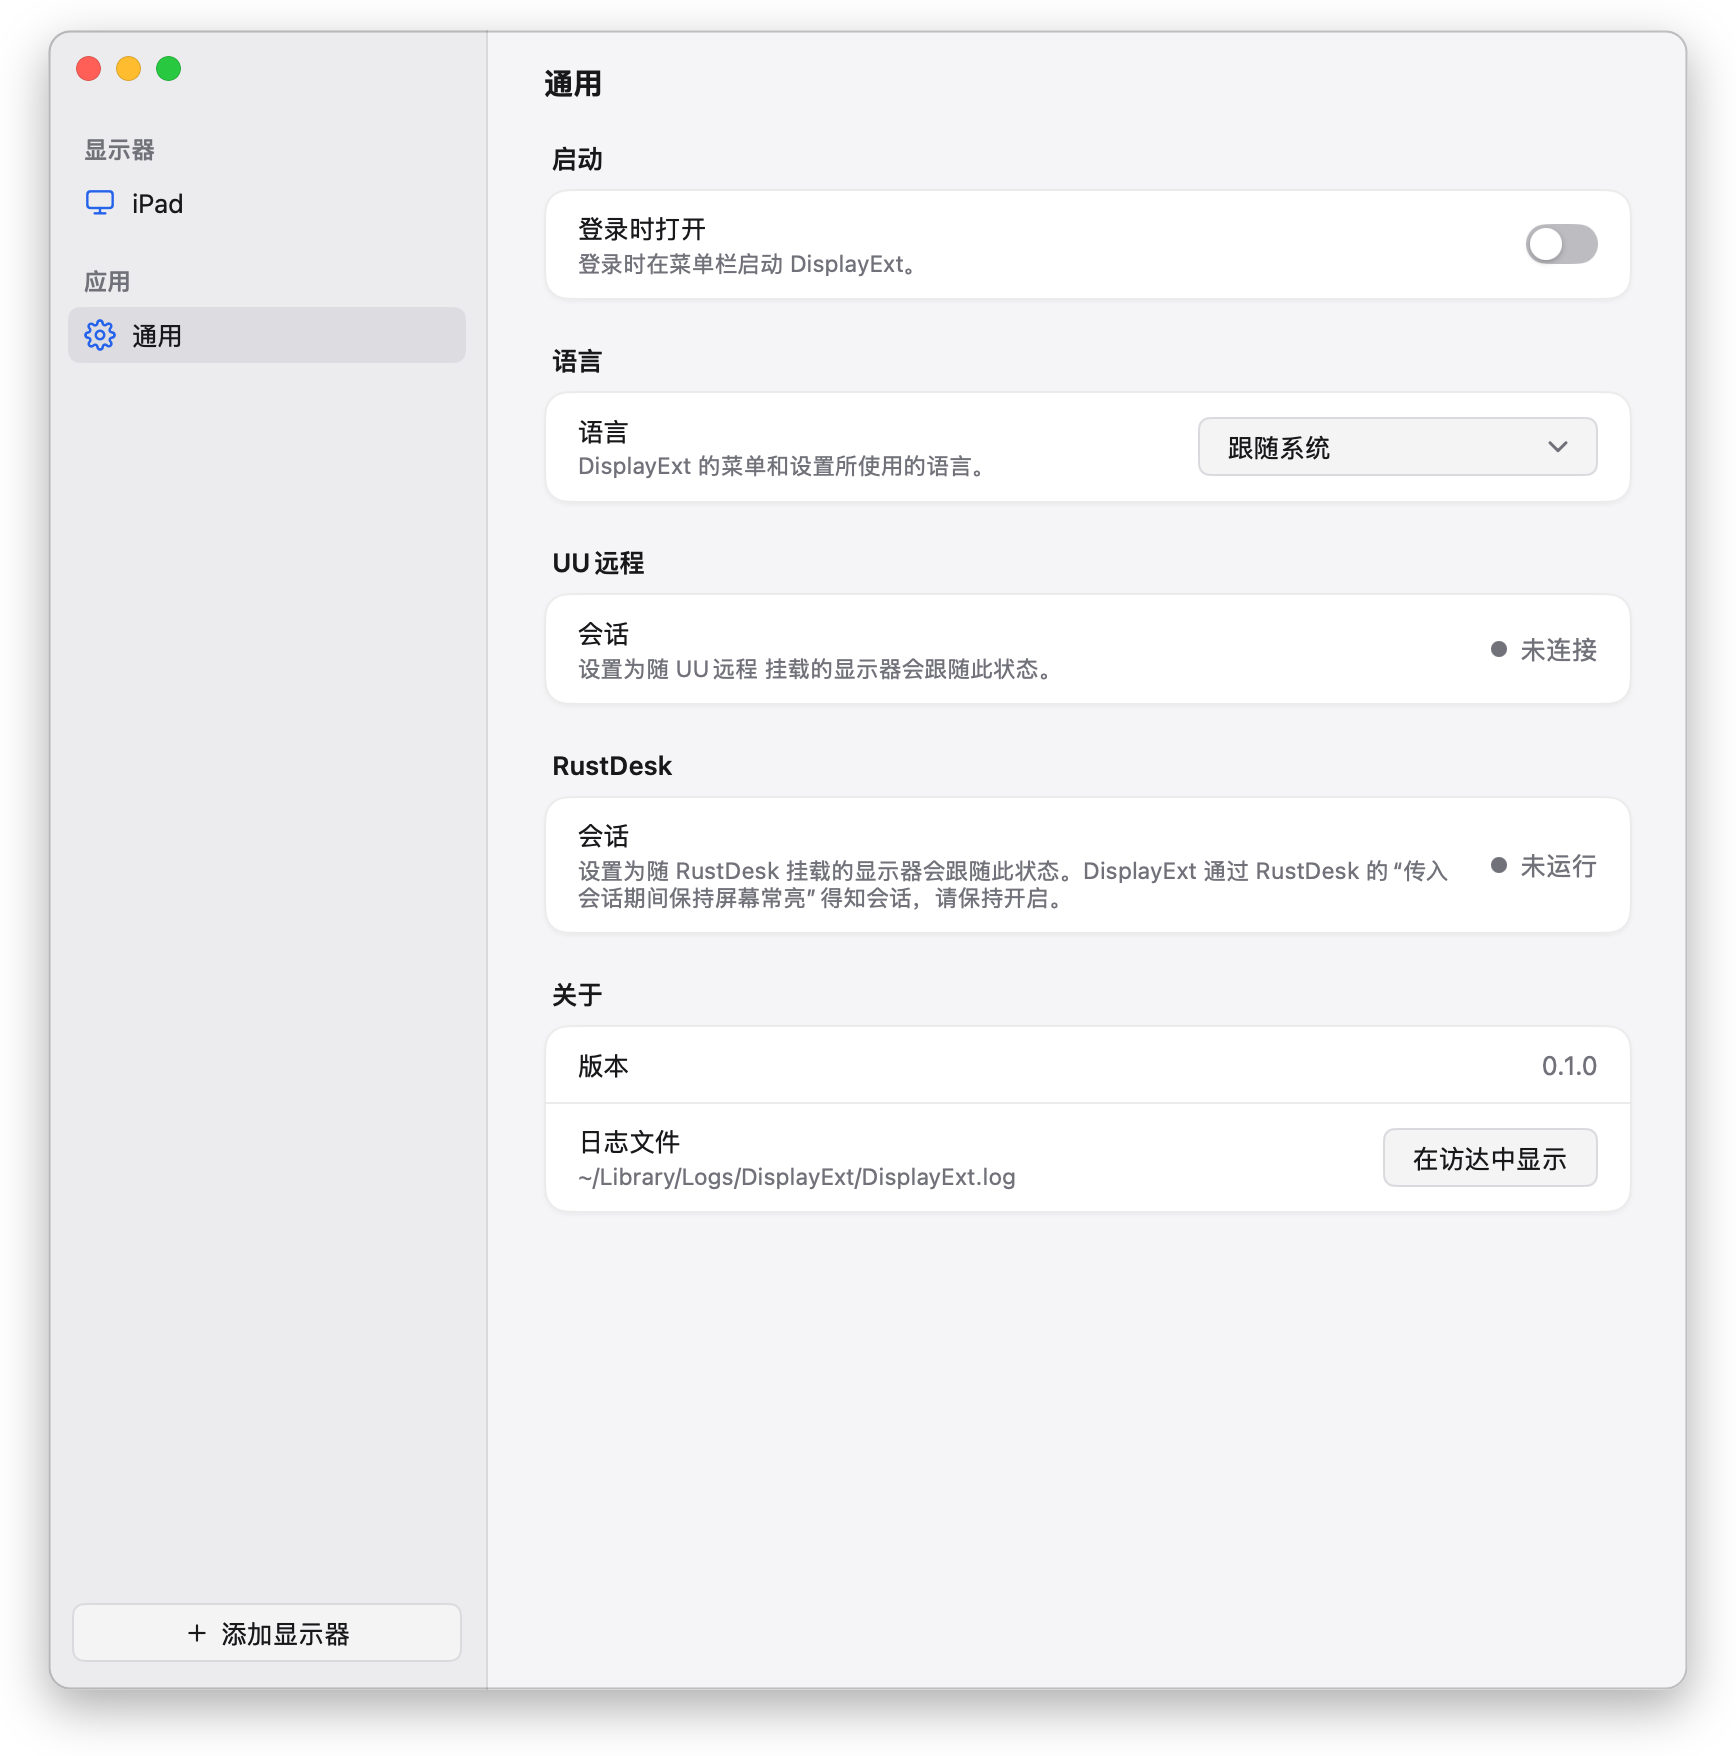 显示器
iPad
应用
通用
添加显示器
通用
启动
登录时打开
登录时在菜单栏启动 DisplayExt。
语言
语言
DisplayExt 的菜单和设置所使用的语言。
跟随系统
UU远程
会话
设置为随 UU远程 挂载的显示器会跟随此状态。
未连接
RustDesk
会话
设置为随 RustDesk 挂载的显示器会跟随此状态。DisplayExt 通过 RustDesk 的“传入
会话期间保持屏幕常亮”得知会话，请保持开启。
未运行
关于
版本
0.1.0
日志文件
~/Library/Logs/DisplayExt/DisplayExt.log
在访达中显示